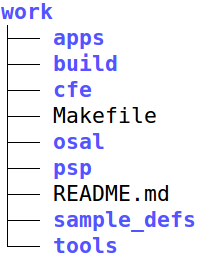 work
apps
build
cfe
Makefile
osal
psp
README.md
sample_defs
tools